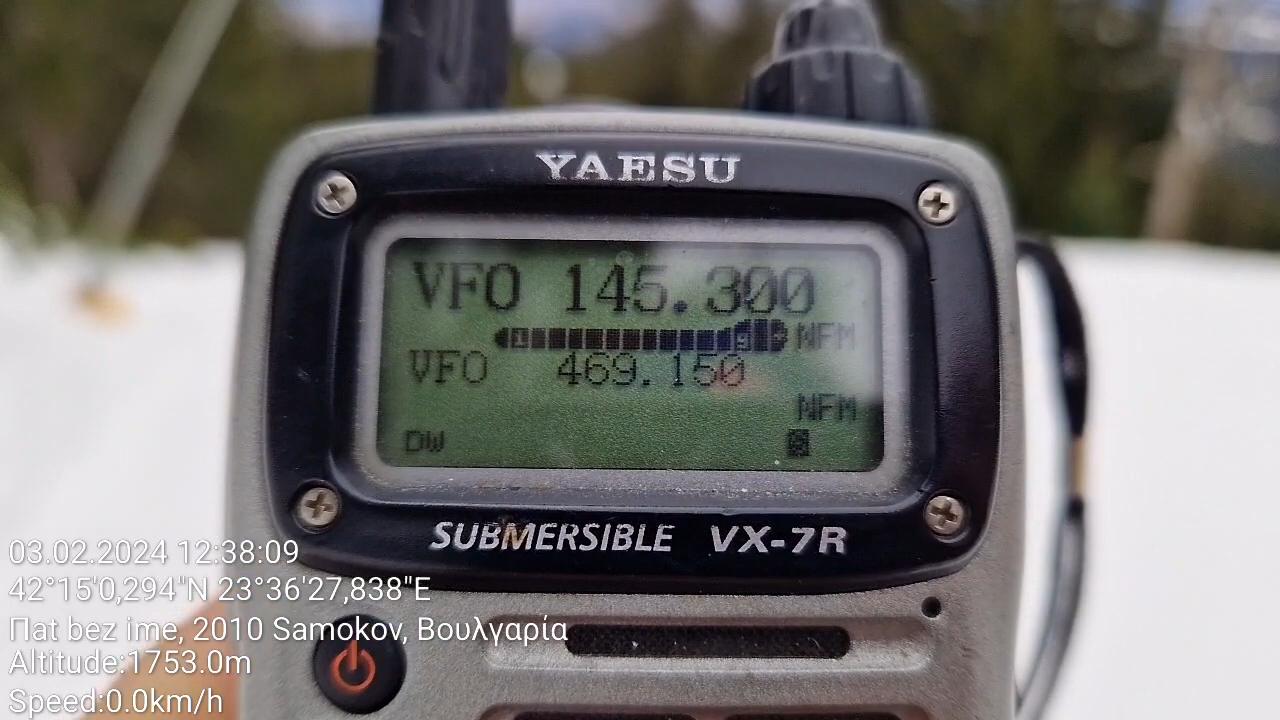 YAESU
VFO 145.300
NFM
VFO 469.150
NFM
DW
SUBMERSIBLE VX-7R
03.02.2024 12:38:09
42°15'0,294"N 23°36'27,838"E
Πat bez ime, 2010 Samokov, Βουλγαρία
Altitude:1753.0m
Speed:0.0km/h